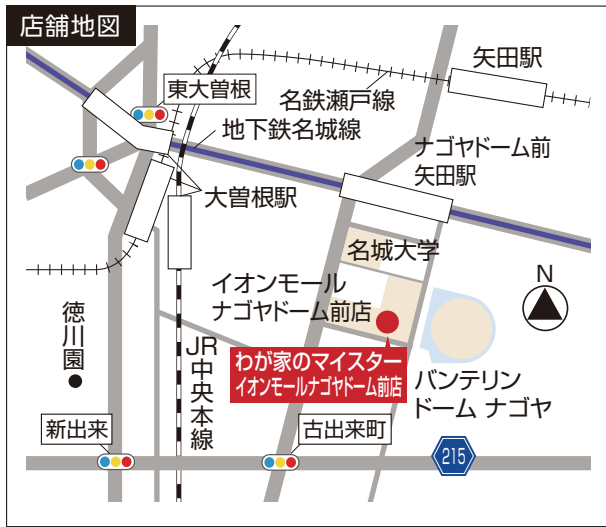 店舗地図
矢田駅
東大曽根
名鉄瀬戸線
地下鉄名城線
ナゴヤドーム前
矢田駅
大曽根駅
名城大学
イオンモール
ナゴヤドーム前店
N
徳川園
JR中央本線
わが家のマイスター
イオンモールナゴヤドーム前店
バンテリン
ドーム ナゴヤ
新出来
古出来町
215